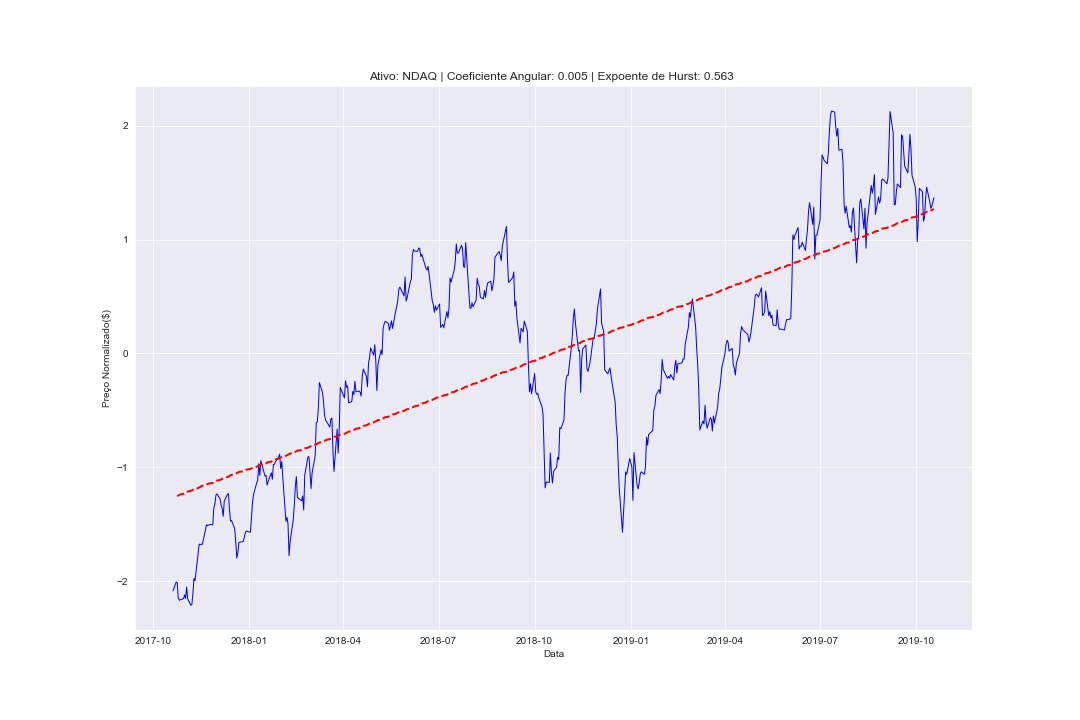 Ativo: NDAQ | Coeficiente Angular: 0.005 | Expoente de Hurst: 0.563
Preço Normalizado($)
2
1
0
−1
−2
2017-10 2018-01 2018-04 2018-07 2018-10 2019-01 2019-04 2019-07 2019-10
Data